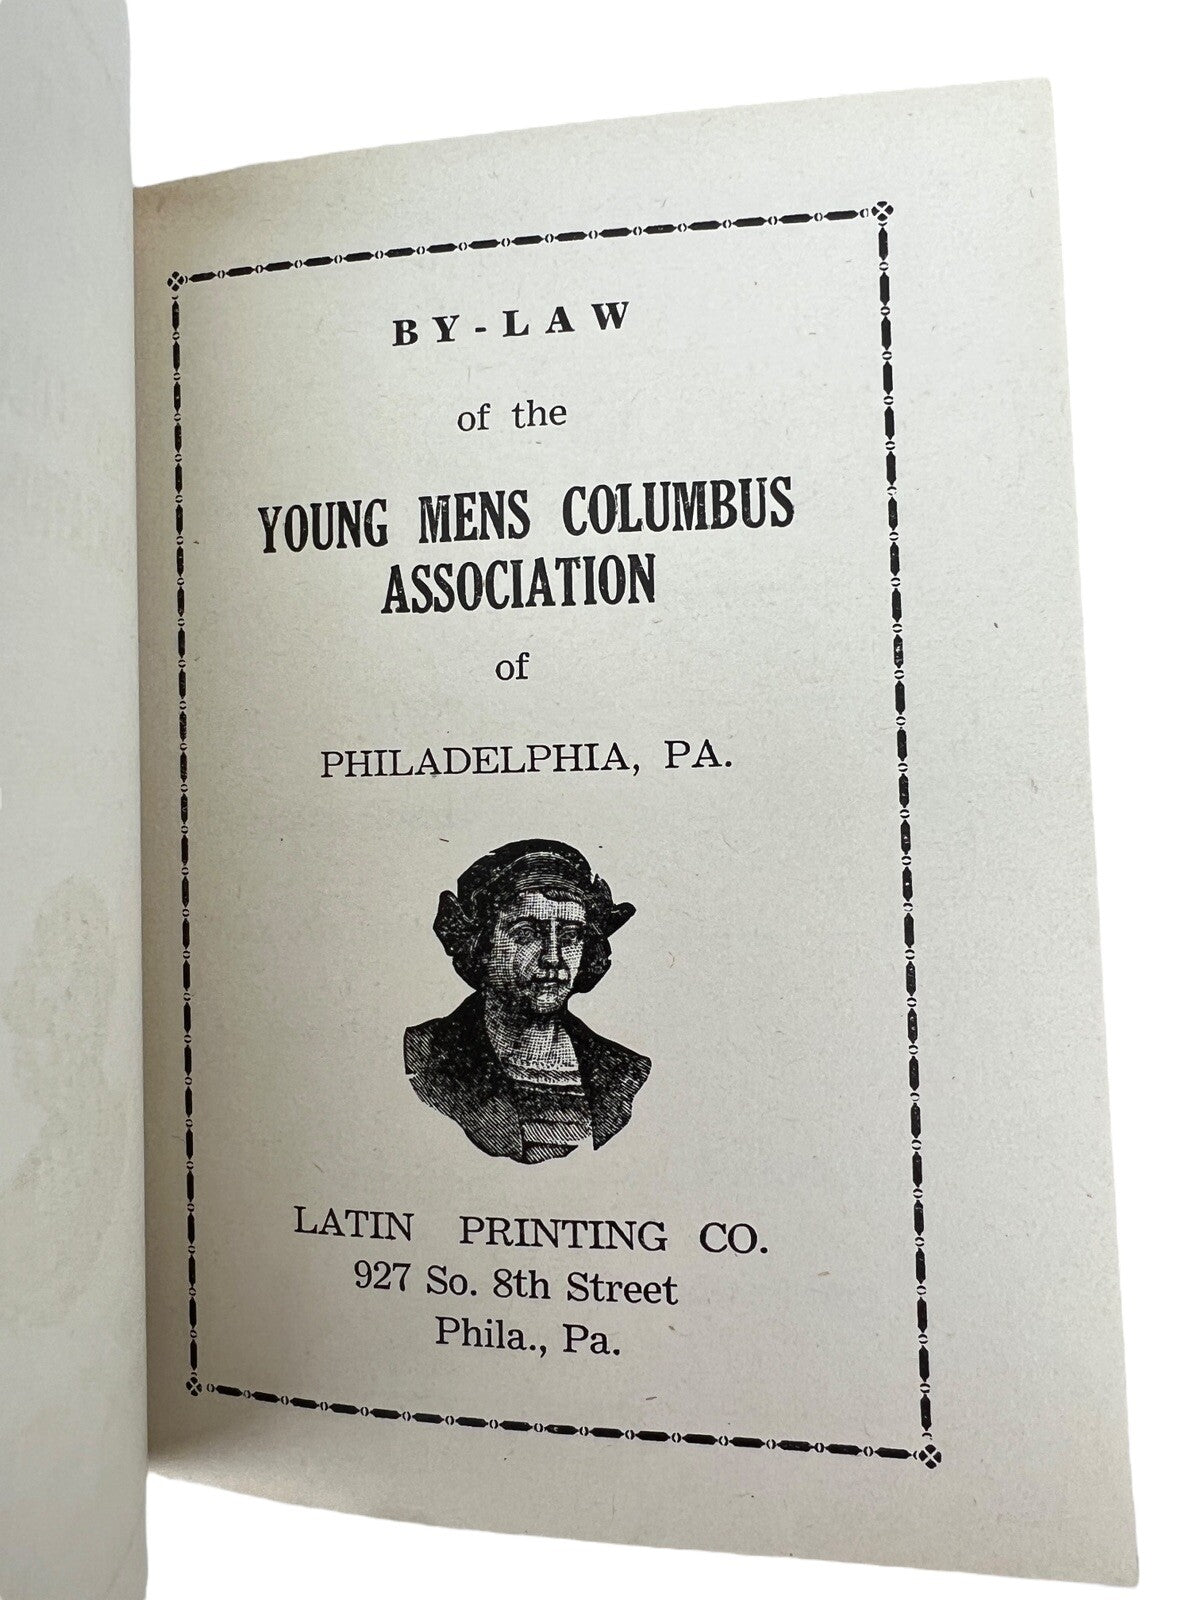 BY-LAW
of the
YOUNG MENS COLUMBUS
ASSOCIATION
of
PHILADELPHIA, PA.
LATIN PRINTING CO.
927 So. 8th Street
Phila., Pa.